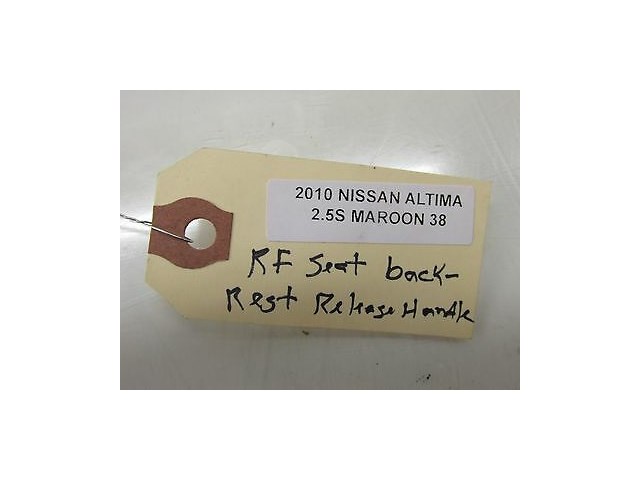 2010 NISSAN ALTIMA
2.5S MAROON 38
RF Seat back-
Rest Release Handle